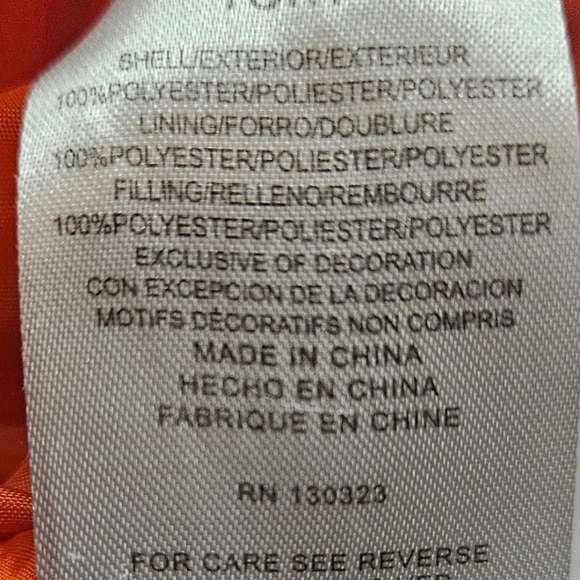 SHELL/EXTERIOR/EXTERIEUR
100%POLYESTER/POLIESTER/POLYESTER
LINING/FORRO/DOUBLURE
100%POLYESTER/POLIESTER/POLYESTER
FILLING/RELLENO/REMBOURRE
100%POLYESTER/POLIESTER/POLYESTER
EXCLUSIVE OF DECORATION
CON EXCEPCION DE LA DECORACION
MOTIFS DÉCORATIFS NON COMPRIS
MADE IN CHINA
HECHO EN CHINA
FABRIQUE EN CHINE
RN 130323
FOR CARE SEE REVERSE